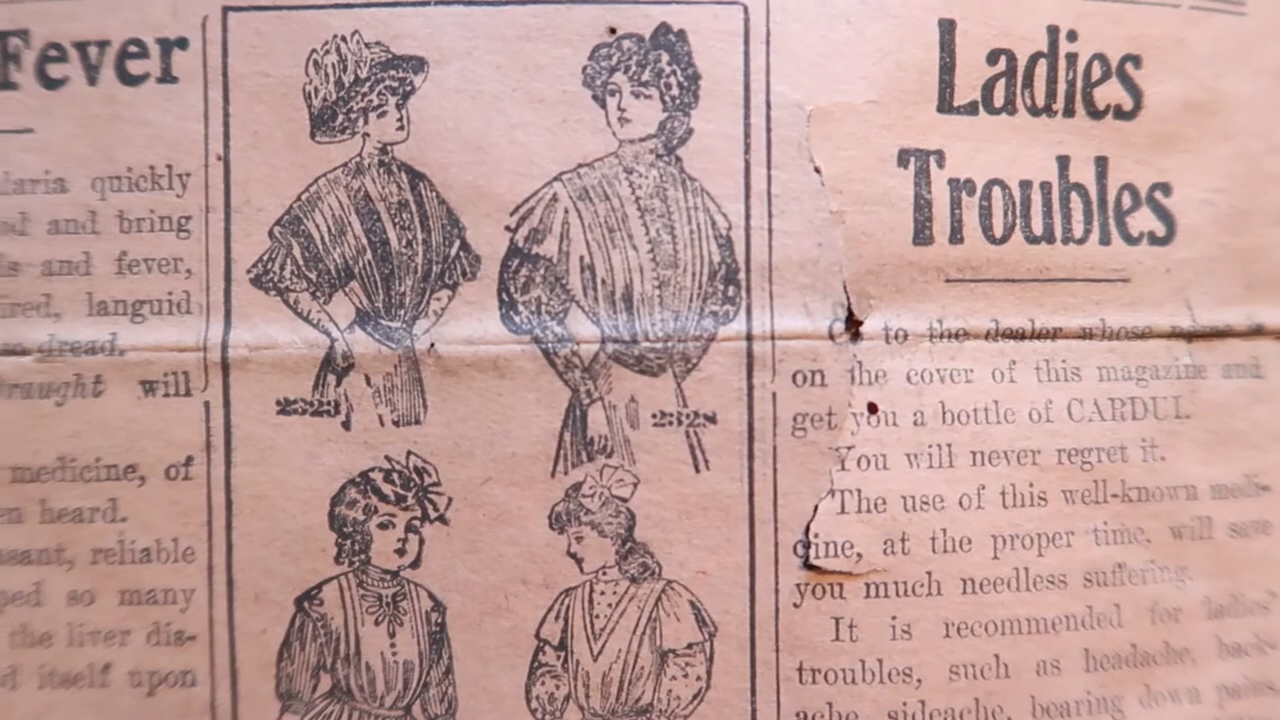 Fever
laria quickly
and bring
and fever,
languid
dread.
raught will
medicine, of
heard.
reliable
so many
the liver dis-
itself upon
2323
2328
Ladies
Troubles
to the dealer whose name is
on the cover of this magazine and
get you a bottle of CARDUI.
You will never regret it.
The use of this well-known medi-
cine, at the proper time, will save
you much needless suffering.
It is recommended for ladies'
troubles, such as headache, back-
ache, sideache, bearing down pains